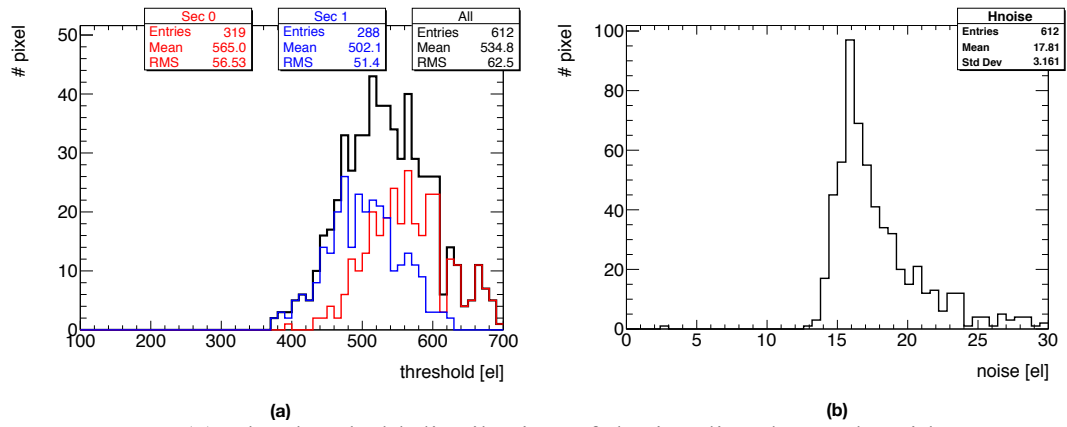 Sec 0
Entries 319
Mean 565.0
RMS 56.53
Sec 1
Entries 288
Mean 502.1
RMS 51.4
All
Entries 612
Mean 534.8
RMS 62.5
# pixel
50
40
30
20
10
0
100 200 300 400 500 600 700
threshold [el]
(a)
Hnoise
Entries 612
Mean 17.81
Std Dev 3.161
# pixel
100
80
60
40
20
0
0 5 10 15 20 25 30
noise [el]
(b)